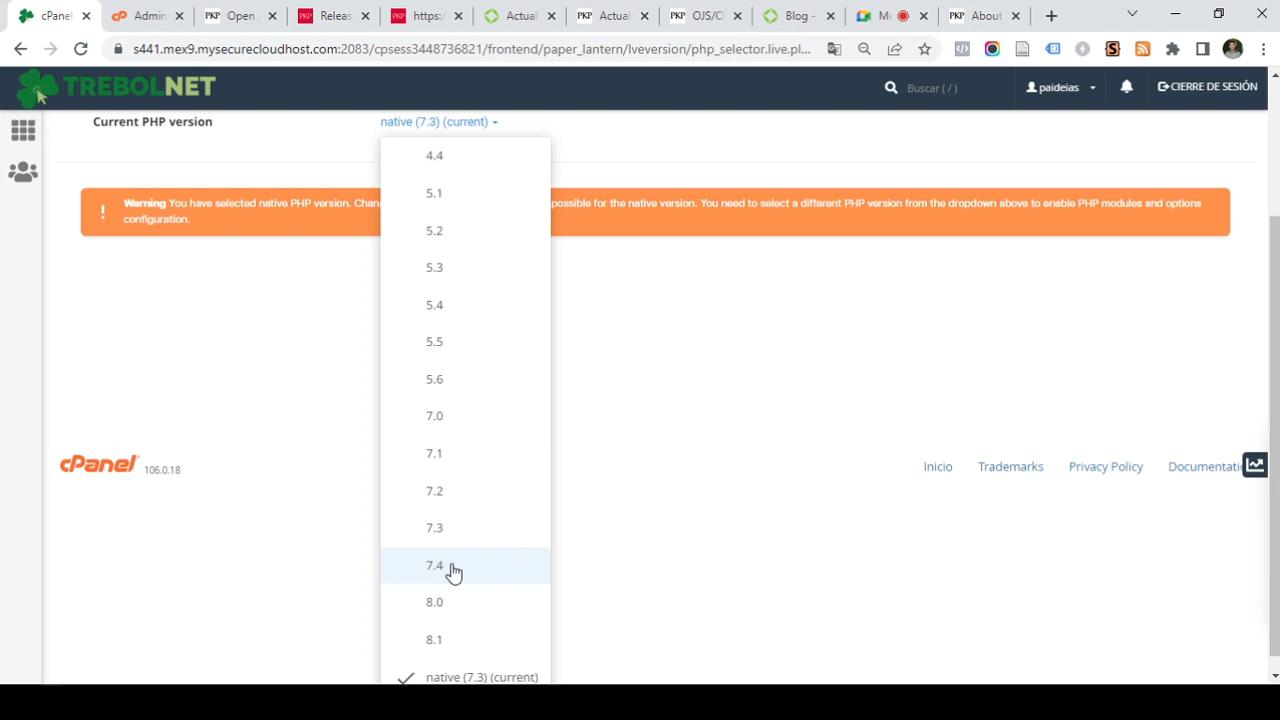 cPanel
Admin
PKP Open
PKP Releas
PKP https:/
Actual
PKP Actual
PKP OJS/O
Blog -
Me
PKP About
s441.mex9.mysecurecloudhost.com:2083/cpsess3448736821/frontend/paper_lantern/lveversion/php_selector.live.pl...
TREBOLNET
Buscar ( / )
paideias
CIERRE DE SESIÓN
Current PHP version
native (7.3) (current)
4.4
5.1
5.2
5.3
5.4
5.5
5.6
7.0
7.1
7.2
7.3
7.4
8.0
8.1
native (7.3) (current)
! Warning You have selected native PHP version. Chan
possible for the native version. You need to select a different PHP version from the dropdown above to enable PHP modules and options
configuration.
cPanel 106.0.18
Inicio
Trademarks
Privacy Policy
Documentati